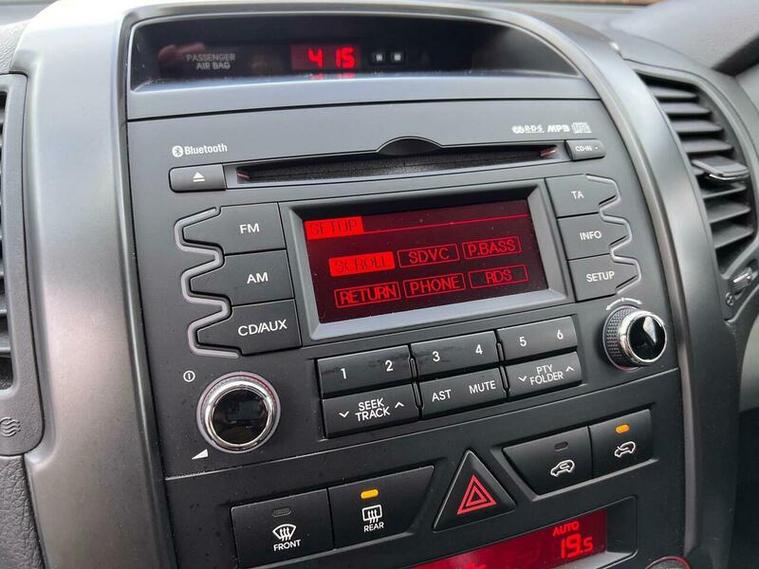 PASSENGER
AIR BAG
4:15
Bluetooth
RDS MP3
CD-IN
FM
AM
CD/AUX
SETUP
SCROLL SDVC P.BASS
RETURN PHONE RDS
TA
INFO
SETUP
1 2 3 4 5 6
SEEK
TRACK
AST MUTE
PTY
FOLDER
FRONT
REAR
AUTO
19.5